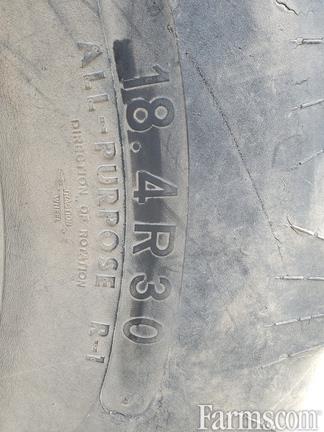 18.4R30
ALL-PURPOSE R-1
DIRECTION OF ROTATION
Farms.com